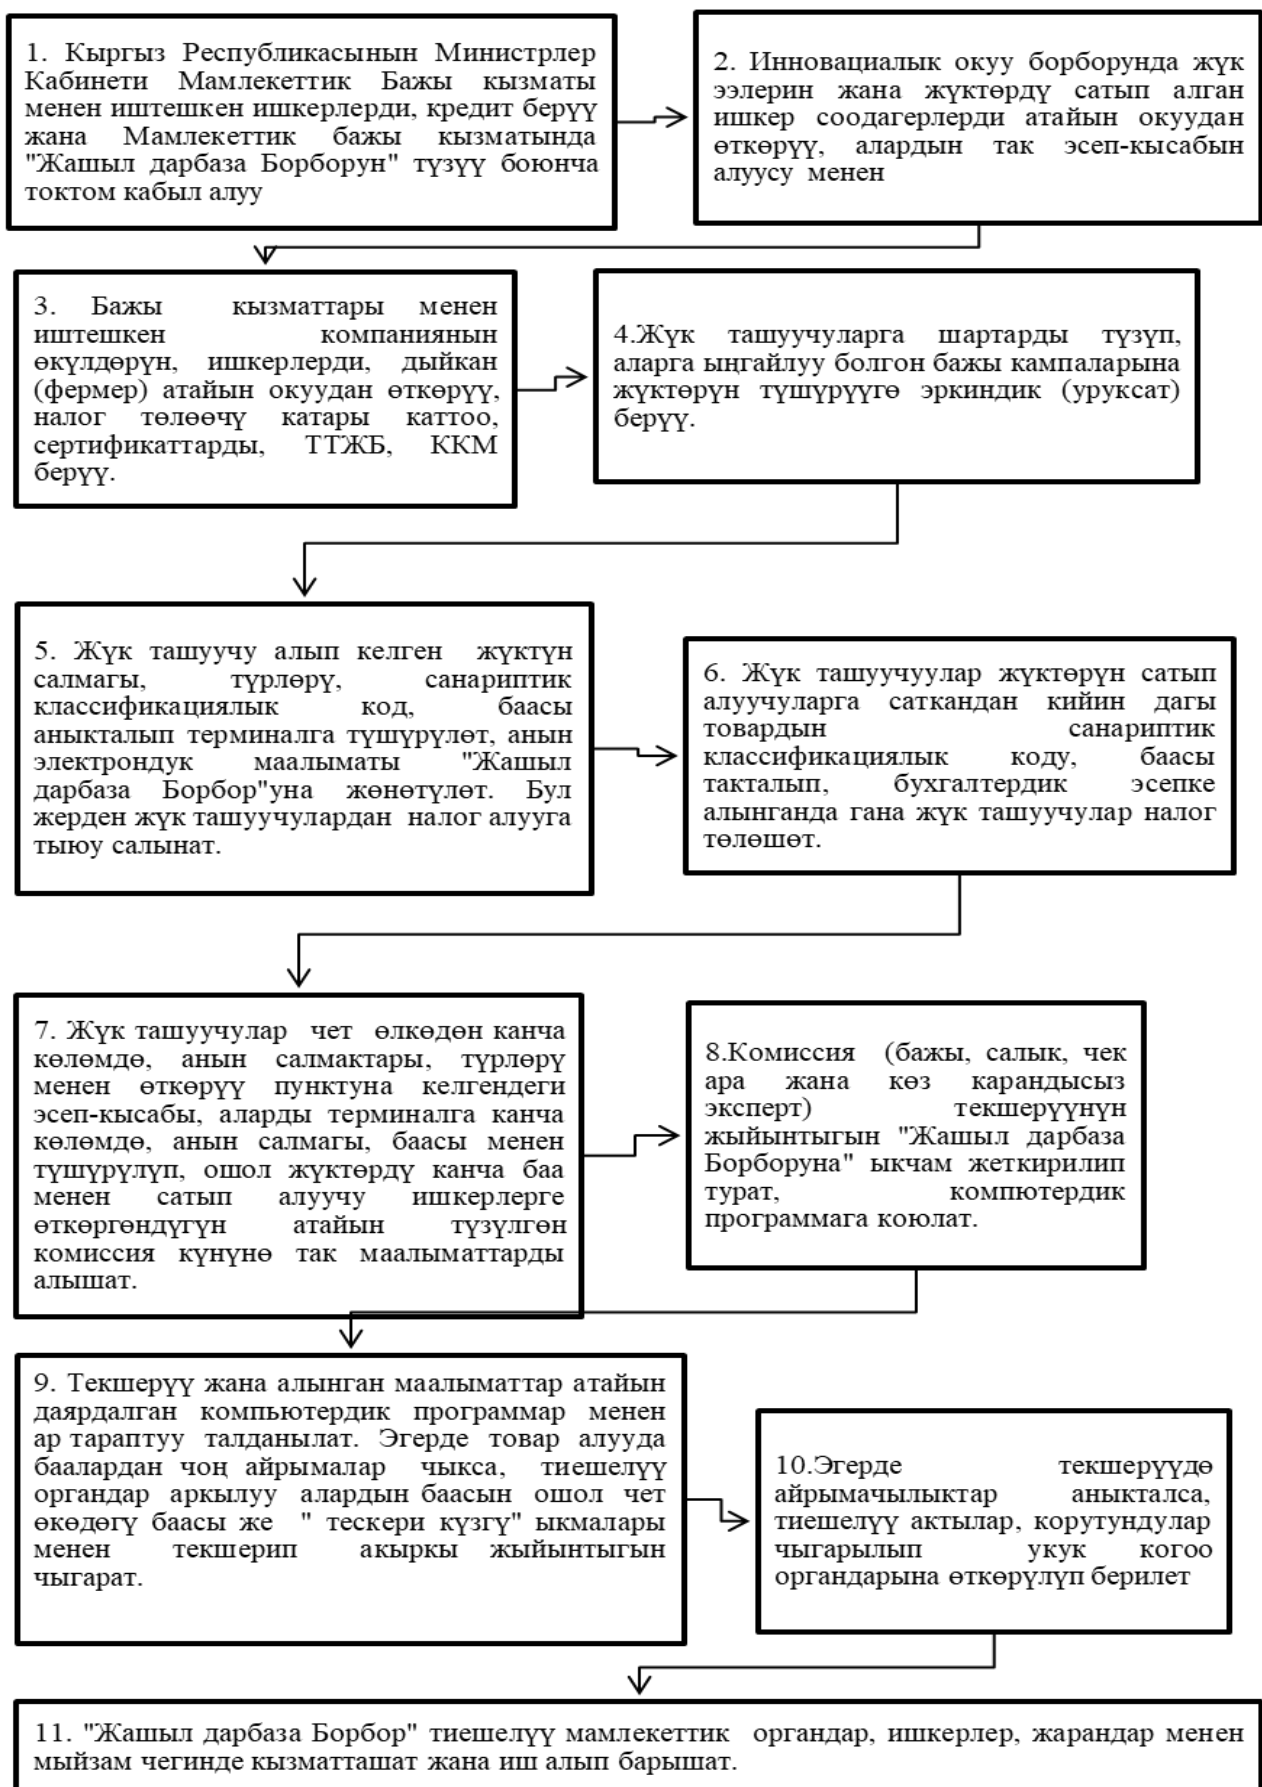 1. Кыргыз Республикасынын Министрлер
Кабинети Мамлекеттик Бажы кызматы
менен иштешкен ишкерлерди, кредит берүү
жана Мамлекеттик бажы кызматында
"Жашыл дарбаза Борборун" түзүү боюнча
токтом кабыл алуу
2. Инновациалык окуу борборунда жүк
ээлерин жана жүктөрдү сатып алган
ишкер соодагерлерди атайын окуудан
өткөрүү, алардын так эсеп-кысабын
алуусу менен
3. Бажы кызматтары менен
иштешкен компаниянын
өкүлдөрүн, ишкерлерди, дыйкан
(фермер) атайын окуудан өткөрүү,
налог төлөөчү катары каттоо,
сертификаттарды, ТТЖБ, ККМ
берүү.
4.Жүк ташуучуларга шартарды түзүп,
аларга ыңгайлуу болгон бажы кампаларына
жүктөрүн түшүрүүгө эркиндик (уруксат)
берүү.
5. Жүк ташуучу алып келген жүктүн
салмагы, түрлөрү, санариптик
классификациялык код, баасы
аныкталып терминалга түшүрүлөт, анын
электрондук маалыматы "Жашыл
дарбаза Борбор"уна жөнөтүлөт. Бул
жерден жүк ташуучулардан налог алууга
тыюу салынат.
6. Жүк ташуучуулар жүктөрүн сатып
алуучуларга саткандан кийин дагы
товардын санариптик
классификациялык коду, баасы
такталып, бухгалтердик эсепке
алынганда гана жүк ташуучулар налог
төлөшөт.
7. Жүк ташуучулар чет өлкөдөн канча
көлөмдө, анын салмактары, түрлөрү
менен өткөрүү пунктуна келгендеги
эсеп-кысабы, аларды терминалга канча
көлөмдө, анын салмагы, баасы менен
түшүрүлүп, ошол жүктөрдү канча баа
менен сатып алуучу ишкерлерге
өткөргөндүгүн атайын түзүлгөн
комиссия күнүнө так маалыматтарды
алышат.
8.Комиссия (бажы, салык, чек
ара жана көз карандысыз
эксперт) текшерүүнүн
жыйынтыгын "Жашыл дарбаза
Борборуна" ыкчам жеткирилип
турат, компютердик
программага коюлат.
9. Текшерүү жана алынган маалыматтар атайын
даярдалган компьютердик программар менен
ар тараптуу талданылат. Эгерде товар алууда
баалардан чоң айрымалар чыкса, тиешелүү
органдар аркылуу алардын баасын ошол чет
өкөдөгү баасы же " тескери күзгү" ыкмалары
менен текшерип акыркы жыйынтыгын
чыгарат.
10.Эгерде текшерүүдө
айрымачылыктар аныкталса,
тиешелүү актылар, корутундулар
чыгарылып укук когоо
органдарына өткөрүлүп берилет
11. "Жашыл дарбаза Борбор" тиешелүү мамлекеттик органдар, ишкерлер, жарандар менен
мыйзам чегинде кызматташат жана иш алып барышат.